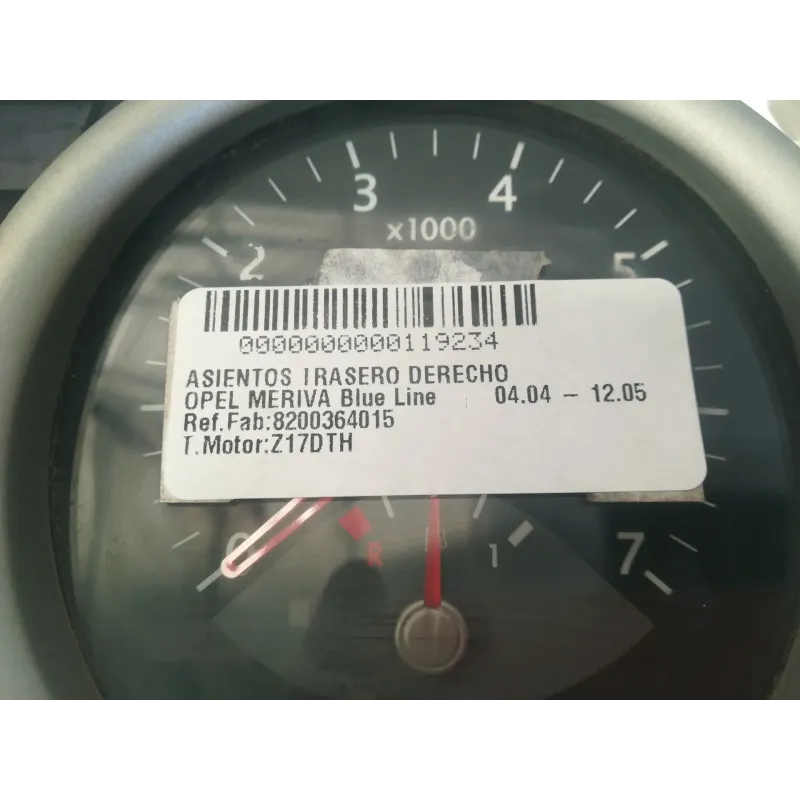 3 4
x1000
2 5
0000000000119234
ASIENTOS TRASERO DERECHO
OPEL MERIVA Blue Line 04.04 - 12.05
Ref.Fab:8200364015
T.Motor:Z17DTH
0 R 1 7